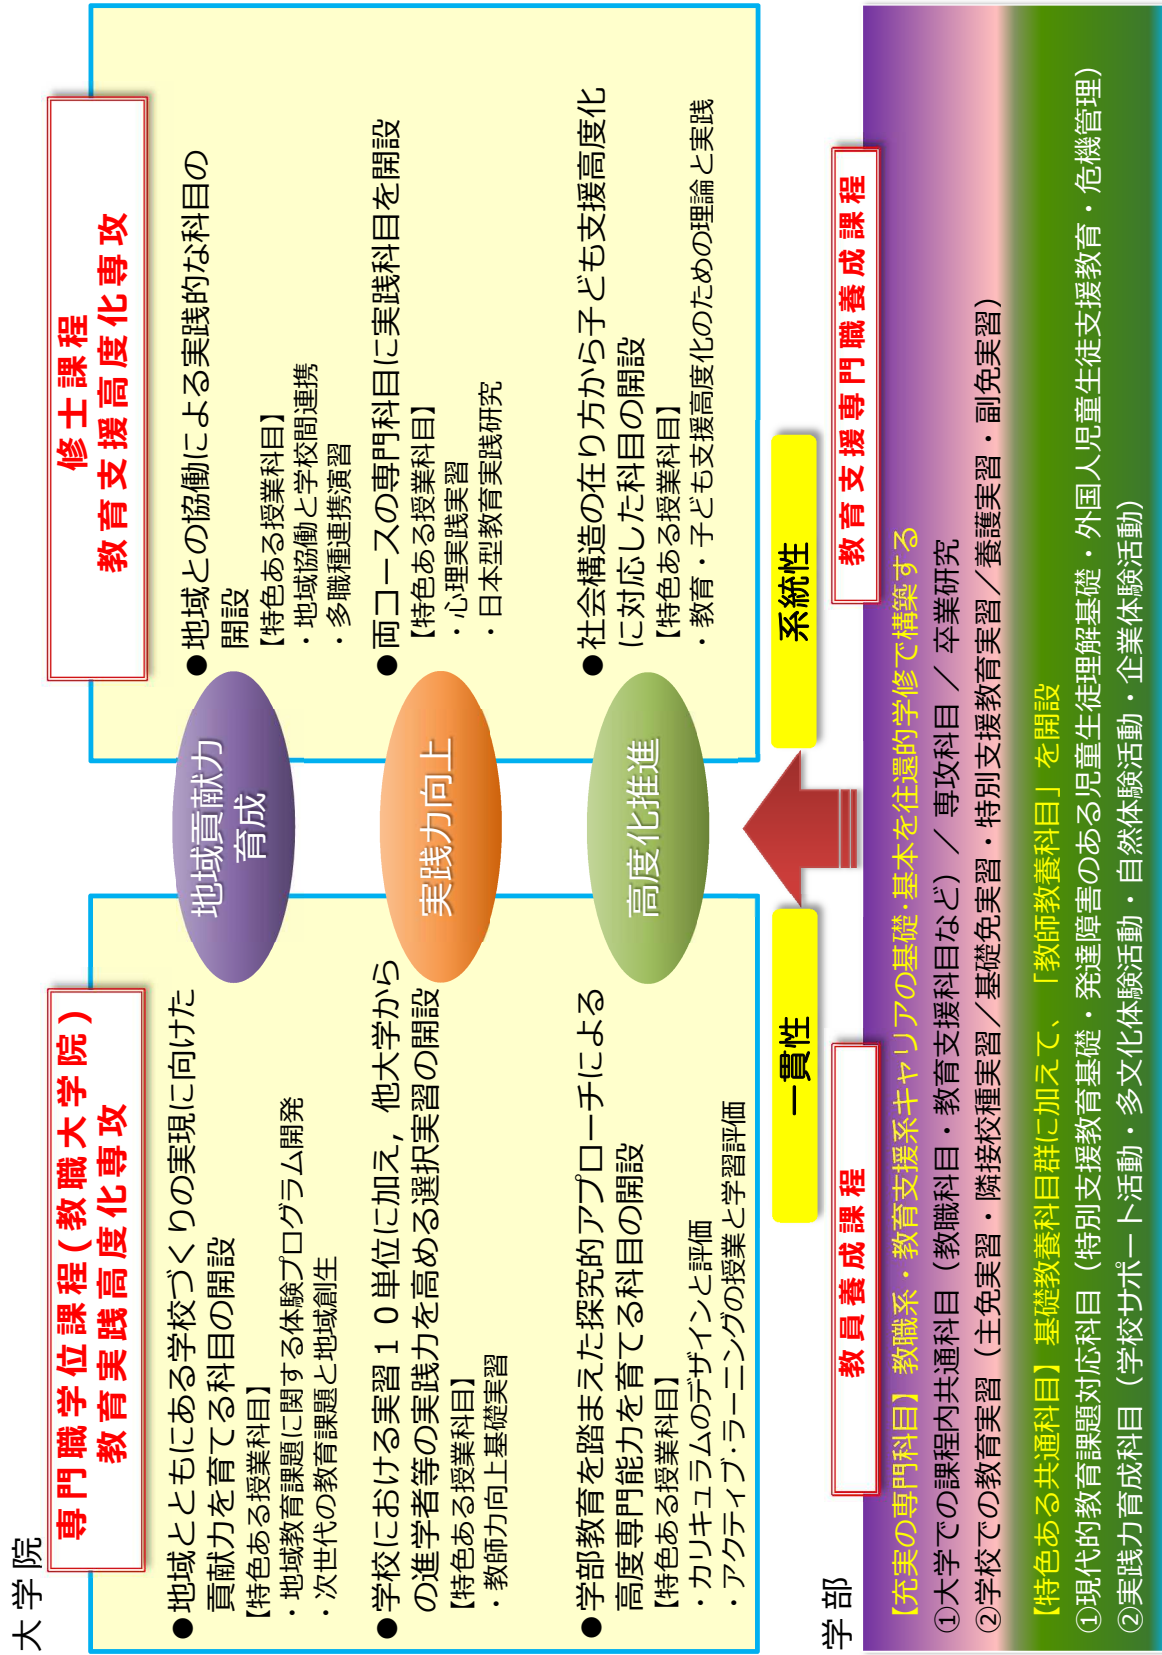 大学院
専門職学位課程(教職大学院)
教育実践高度化専攻
●地域とともにある学校づくりの実現に向けた
貢献力を育てる科目の開設
【特色ある授業科目】
・地域教育課題に関する体験プログラム開発
・次世代の教育課題と地域創生
●学校における実習１０単位に加え，他大学から
の進学者等の実践力を高める選択実習の開設
【特色ある授業科目】
・教師力向上基礎実習
●学部教育を踏まえた探究的アプローチによる
高度専門能力を育てる科目の開設
【特色ある授業科目】
・カリキュラムのデザインと評価
・アクティブ・ラーニングの授業と学習評価
地域貢献力
育成
実践力向上
高度化推進
修士課程
教育支援高度化専攻
●地域との協働による実践的な科目の
開設
【特色ある授業科目】
・地域協働と学校間連携
・多職種連携演習
●両コースの専門科目に実践科目を開設
【特色ある授業科目】
・心理実践実習
・日本型教育実践研究
●社会構造の在り方から子ども支援高度化
に対応した科目の開設
【特色ある授業科目】
・教育・子ども支援高度化のための理論と実践
一貫性
系統性
学部
教員養成課程
教育支援専門職養成課程
【充実の専門科目】教職系・教育支援系キャリアの基礎・基本を往還的学修で構築する
①大学での課程内共通科目（教職科目・教育支援科目など）／専攻科目／卒業研究
②学校での教育実習（主免実習・隣接校種実習／基礎免実習・特別支援教育実習／養護実習・副免実習）
【特色ある共通科目】基礎教養科目群に加えて、「教師教養科目」を開設
①現代的教育課題対応科目（特別支援教育基礎・発達障害のある児童生徒理解基礎・外国人児童生徒支援教育・危機管理）
②実践力育成科目（学校サポート活動・多文化体験活動・自然体験活動・企業体験活動）